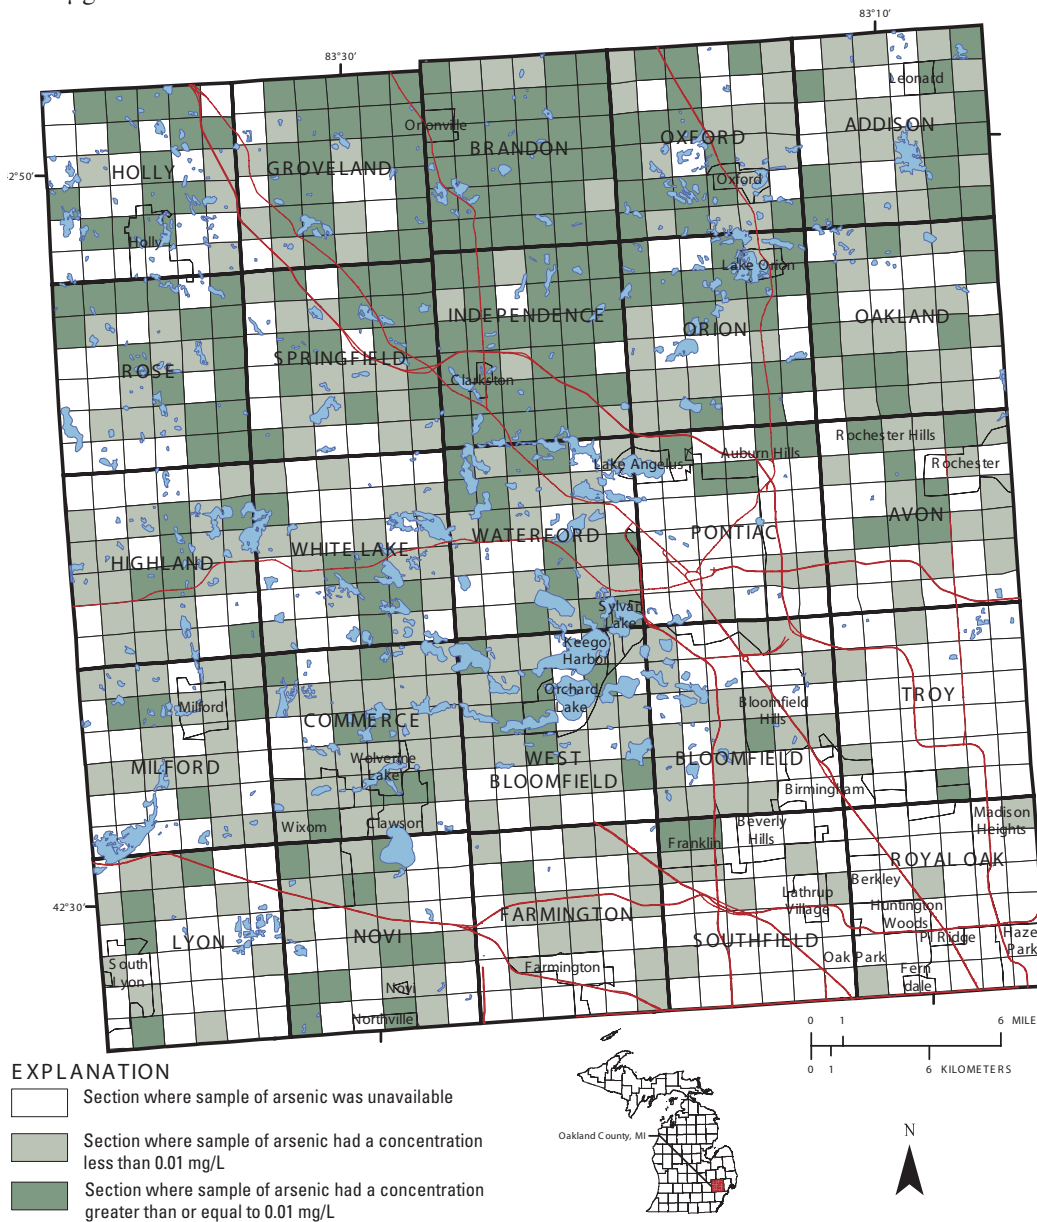 83°10'
83°30'
Leonard
ADDISON
Ortonville
OXFORD
BRANDON
HOLLY
GROVELAND
Oxford
Holly
Lake Orion
INDEPENDENCE
ORION
OAKLAND
SPRINGFIELD
ROSE
Clarkston
Rochester Hills
Auburn Hills
Lake Angelus
Rochester
AVON
PONTIAC
WATERFORD
WHITE LAKE
HIGHLAND
Sylvan
Lake
Keego
Harbor
Orchard
Lake
TROY
Bloomfield
Hills
Milford
COMMERCE
WEST
BLOOMFIELD
BLOOMFIELD
Wolverine
Lake
MILFORD
Birmingham
Madison
Heights
Wixom
Clawson
Beverly
Hills
Franklin
ROYAL OAK
Berkley
Lathrup
Village
Huntington
Woods
42°30'
FARMINGTON
SOUTHFIELD
Pl Ridge
Haze
Park
LYON
NOVI
Oak Park
South
Lyon
Farmington
Fern
dale
Novi
Northville
0 1 6 MILE
0 1 6 KILOMETERS
EXPLANATION
Section where sample of arsenic was unavailable
Section where sample of arsenic had a concentration
less than 0.01 mg/L
Section where sample of arsenic had a concentration
greater than or equal to 0.01 mg/L
Oakland County, MI
N